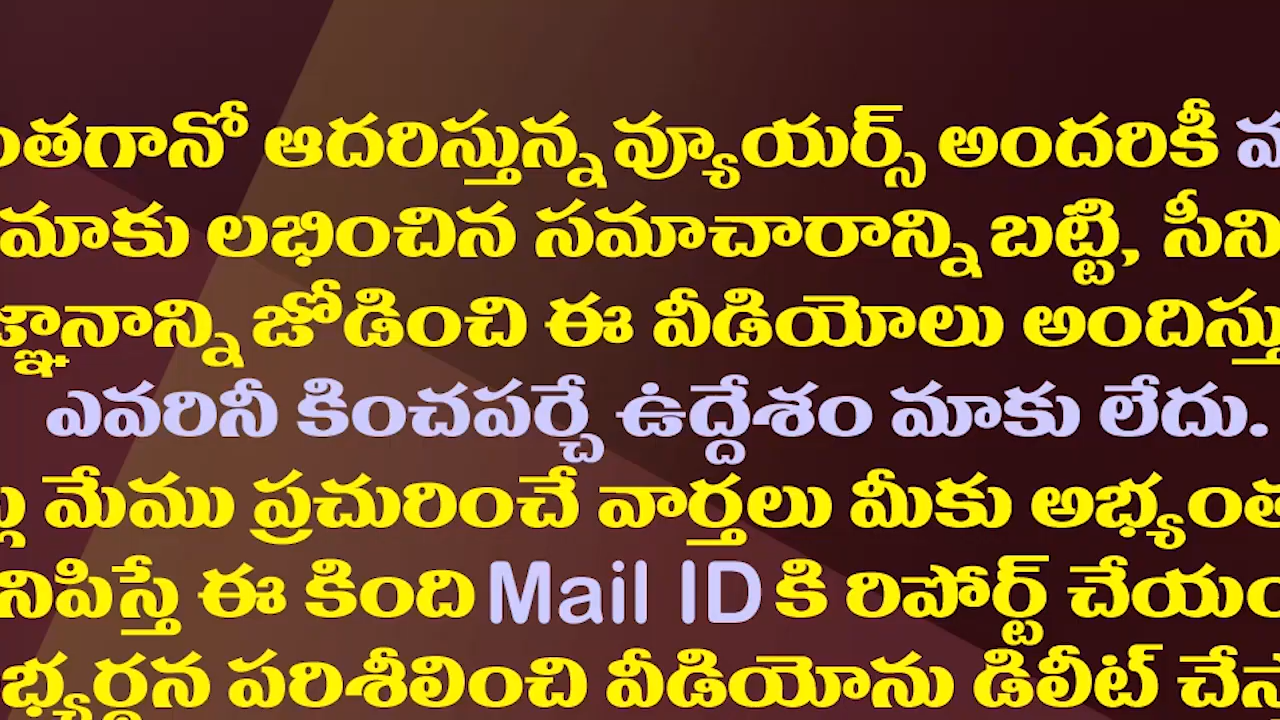 ంతగానో ఆదరిస్తున్న వ్యూయర్స్ అందరికీ
మాకు లభించిన సమాచారాన్ని బట్టి, సీని
జ్ఞానాన్ని జోడించి ఈ వీడియోలు అందిస్తు
ఎవరినీ కించపర్చే ఉద్దేశం మాకు లేదు.
మేము ప్రచురించే వార్తలు మీకు అభ్యంత
నిపిస్తే ఈ కింది Mail ID కి రిపోర్ట్ చేయం
భ్యర్థన పరిశీలించి వీడియోను డిలీట్ చేస